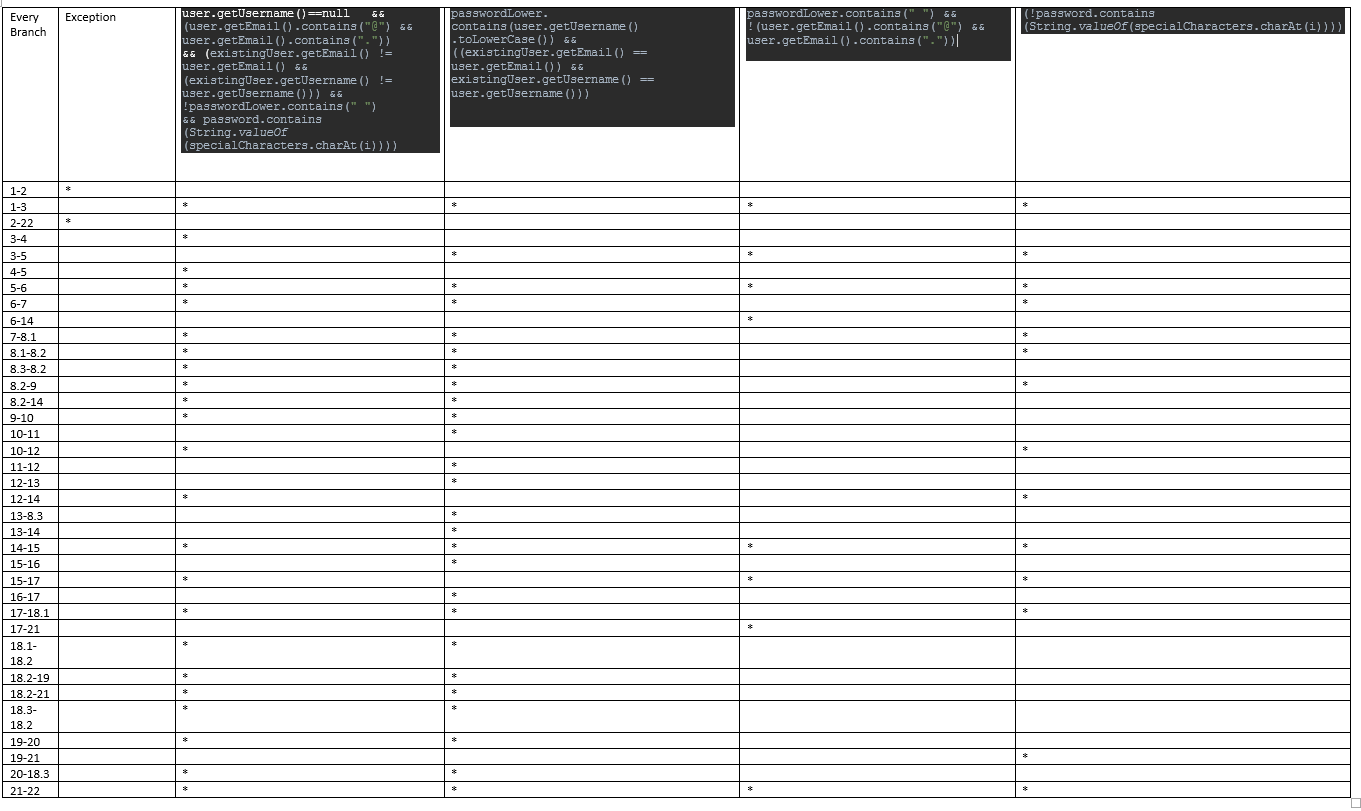 Every
Branch
Exception
user.getUsername()==null   &&
(user.getEmail().contains("@") &&
user.getEmail().contains("."))
&& (existingUser.getEmail() !=
user.getEmail() &&
(existingUser.getUsername() !=
user.getUsername())) &&
!passwordLower.contains(" ")
&& password.contains
(String.valueOf
(specialCharacters.charAt(i))))
passwordLower.
contains(user.getUsername()
.toLowerCase()) &&
((existingUser.getEmail() ==
user.getEmail()) &&
existingUser.getUsername() ==
user.getUsername()))
passwordLower.contains(" ") &&
!(user.getEmail().contains("@") &&
user.getEmail().contains("."))
(!password.contains
(String.valueOf(specialCharacters.charAt(i))))
1-2 *
1-3 * * * *
2-22 *
3-4 *
3-5 * * *
4-5 *
5-6 * * * *
6-7 * * *
6-14 *
7-8.1 * * *
8.1-8.2 * * *
8.3-8.2 * *
8.2-9 * * *
8.2-14 * *
9-10 * *
10-11 *
10-12 * *
11-12 *
12-13 *
12-14 * *
13-8.3 *
13-14 *
14-15 * * * *
15-16 *
15-17 * * *
16-17 *
17-18.1 * * *
17-21 *
18.1-
18.2 * *
18.2-19 * *
18.2-21 * *
18.3-
18.2 * *
19-20 * *
19-21 *
20-18.3 * *
21-22 * * * *